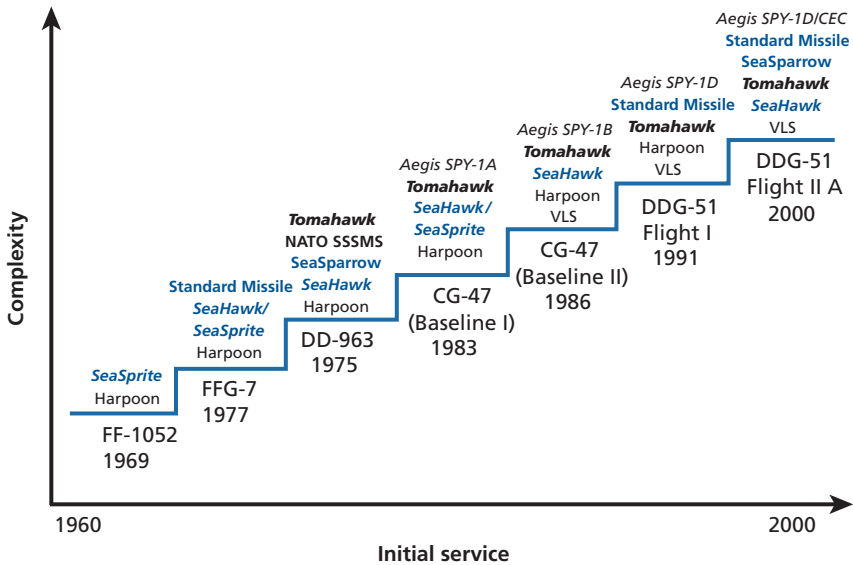 Complexity
SeaSprite
Harpoon
FF-1052
1969
Standard Missile
SeaHawk/
SeaSprite
Harpoon
FFG-7
1977
Tomahawk
NATO SSSMS
SeaSparrow
SeaHawk
Harpoon
DD-963
1975
Aegis SPY-1A
Tomahawk
SeaHawk/
SeaSprite
Harpoon
CG-47
(Baseline I)
1983
Aegis SPY-1B
Tomahawk
SeaHawk
Harpoon
VLS
CG-47
(Baseline II)
1986
Aegis SPY-1D
Standard Missile
Tomahawk
Harpoon
VLS
DDG-51
Flight I
1991
Aegis SPY-1D/CEC
Standard Missile
SeaSparrow
Tomahawk
SeaHawk
VLS
DDG-51
Flight II A
2000
1960
2000
Initial service